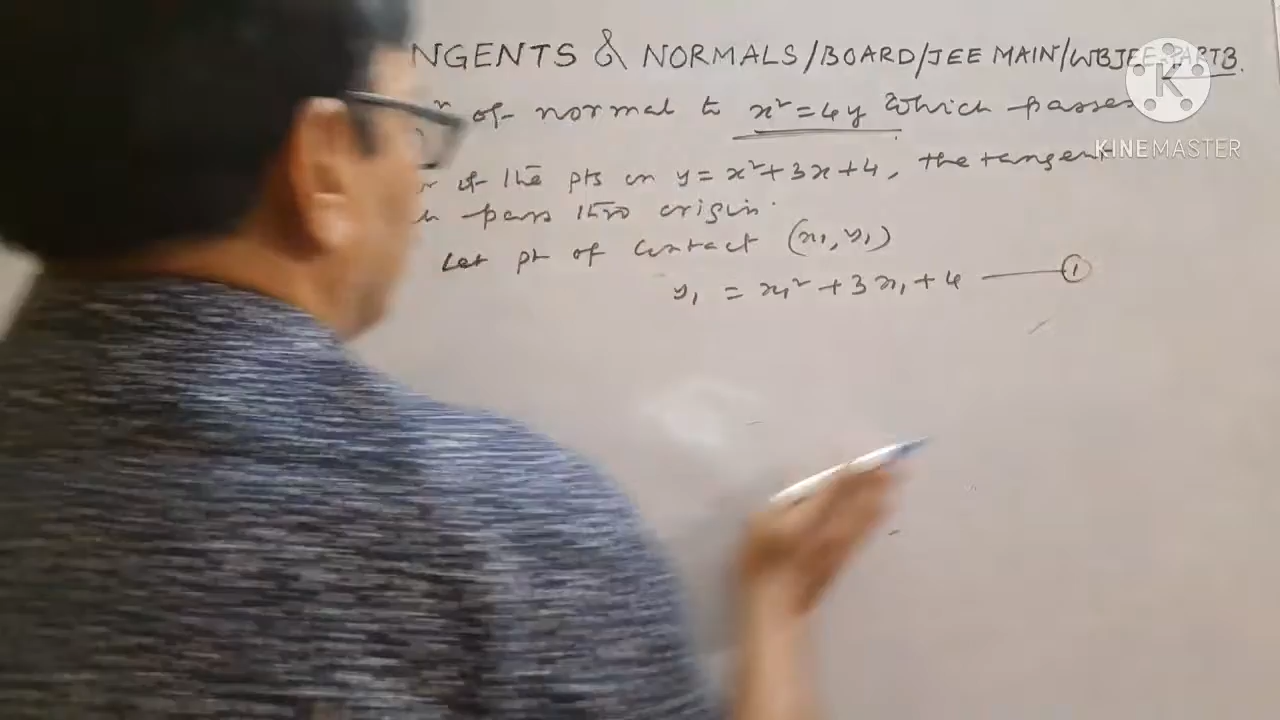 NGENTS & NORMALS/BOARD/JEE MAIN/WBJEE-PART3.
n of normal to x²=4y which passes
KINEMASTER
of the pts on y=x²+3x+4, the tangent
pass thro origin.
Let pt of contact (x₁,y₁)
y₁ = x₁²+3x₁+4 ——①